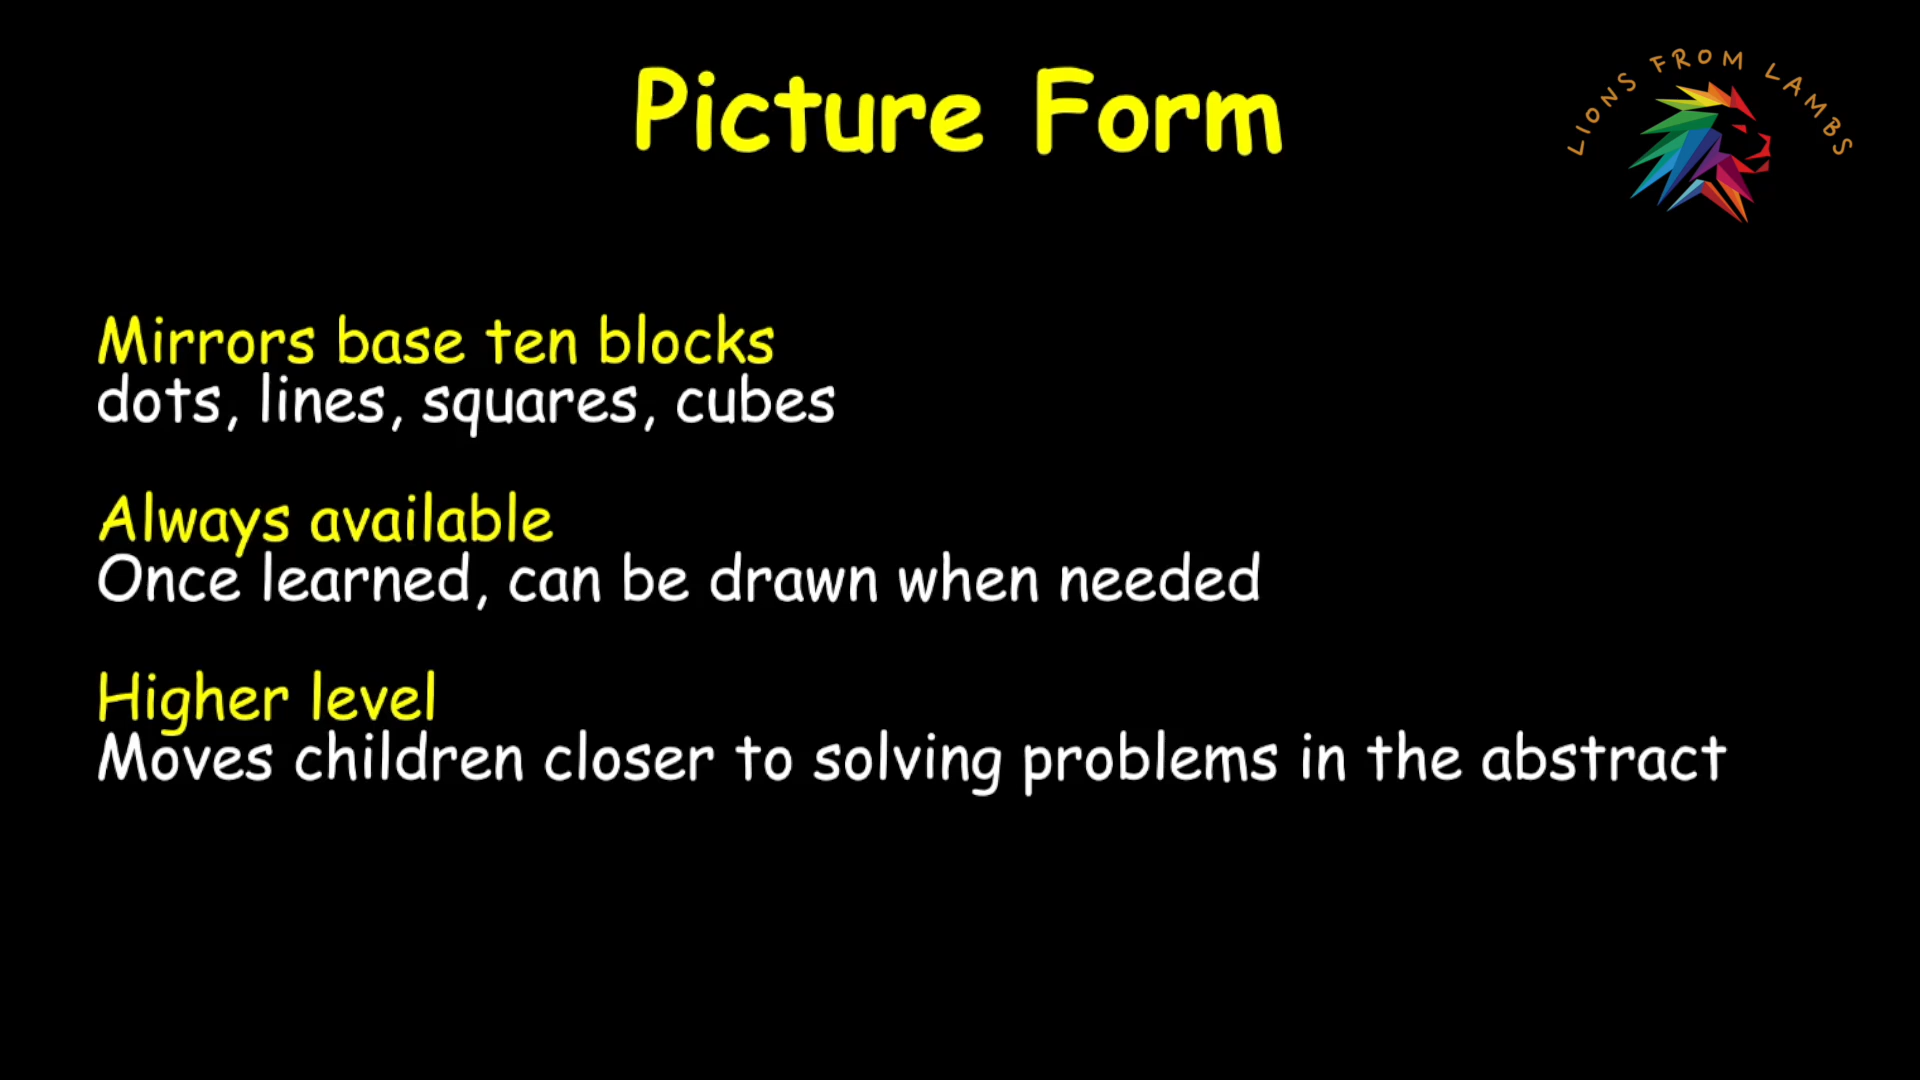 Picture Form
LIONS FROM LAMBS
Mirrors base ten blocks
dots, lines, squares, cubes
Always available
Once learned, can be drawn when needed
Higher level
Moves children closer to solving problems in the abstract